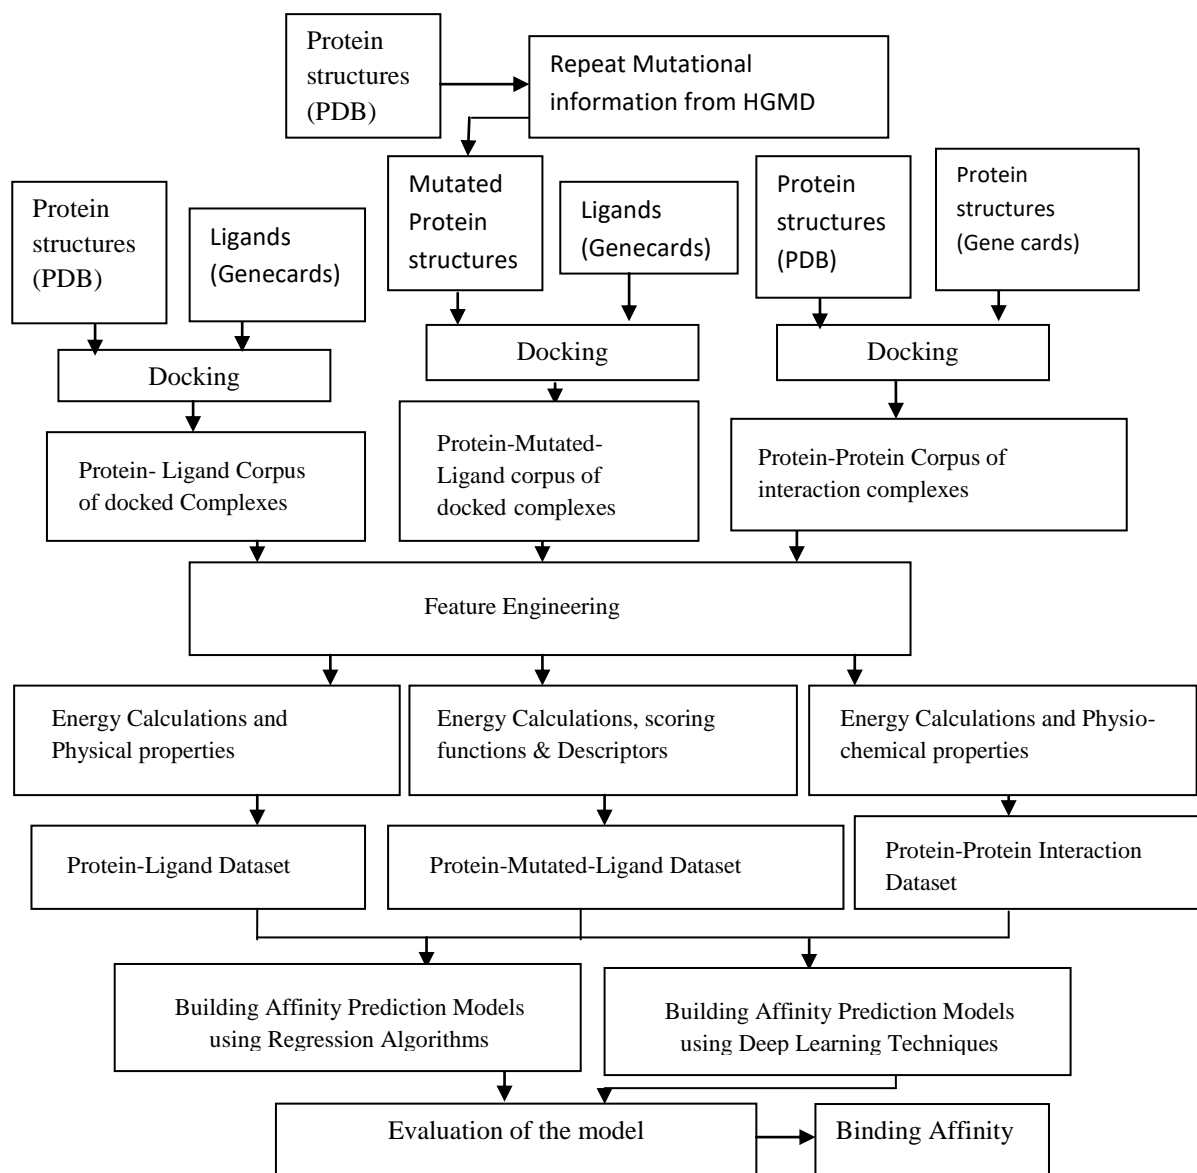 Protein
structures
(PDB)
Repeat Mutational
information from HGMD
Protein
structures
(PDB)
Ligands
(Genecards)
Mutated
Protein
structures
Ligands
(Genecards)
Protein
structures
(PDB)
Protein
structures
(Gene cards)
Docking
Docking
Docking
Protein- Ligand Corpus
of docked Complexes
Protein-Mutated-
Ligand corpus of
docked complexes
Protein-Protein Corpus of
interaction complexes
Feature Engineering
Energy Calculations and
Physical properties
Energy Calculations, scoring
functions & Descriptors
Energy Calculations and Physio-
chemical properties
Protein-Ligand Dataset
Protein-Mutated-Ligand Dataset
Protein-Protein Interaction
Dataset
Building Affinity Prediction Models
using Regression Algorithms
Building Affinity Prediction Models
using Deep Learning Techniques
Evaluation of the model
Binding Affinity